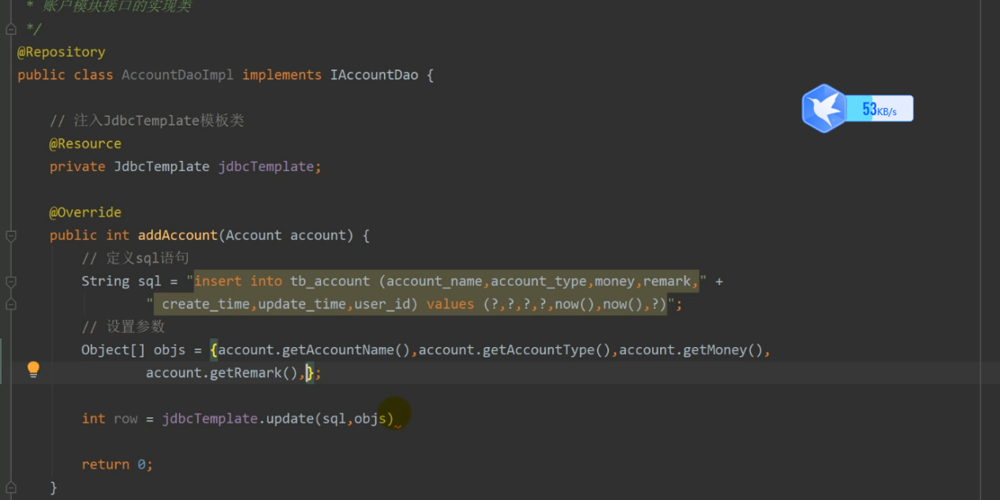 * 账户模块接口的实现类
*/
@Repository
public class AccountDaoImpl implements IAccountDao {
// 注入JdbcTemplate模板类
@Resource
private JdbcTemplate jdbcTemplate;
@Override
public int addAccount(Account account) {
// 定义sql语句
String sql = "insert into tb_account (account_name,account_type,money,remark," +
" create_time,update_time,user_id) values (?,?,?,?,now(),now(),?)";
// 设置参数
Object[] objs = {account.getAccountName(),account.getAccountType(),account.getMoney(),
account.getRemark(),};
int row = jdbcTemplate.update(sql,objs)
return 0;
}
53KB/s